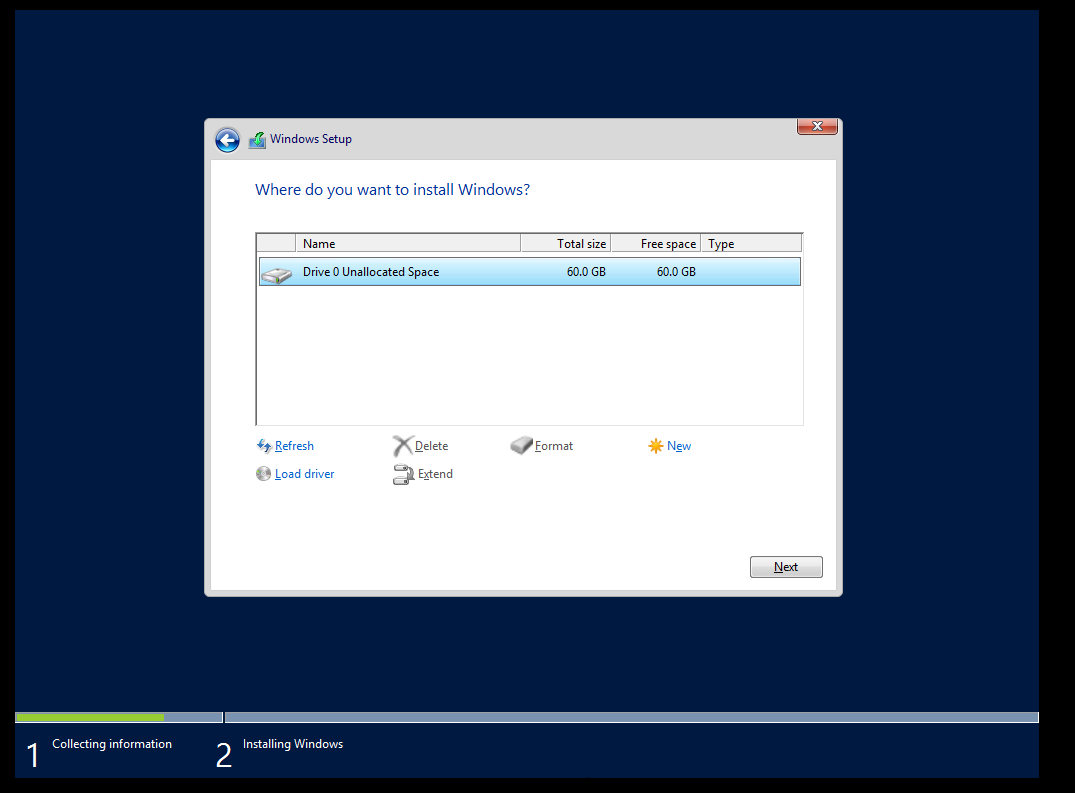 Windows Setup
Where do you want to install Windows?
Name Total size Free space Type
Drive 0 Unallocated Space 60.0 GB 60.0 GB
Refresh Delete Format New
Load driver Extend
Next
1 Collecting information 2 Installing Windows